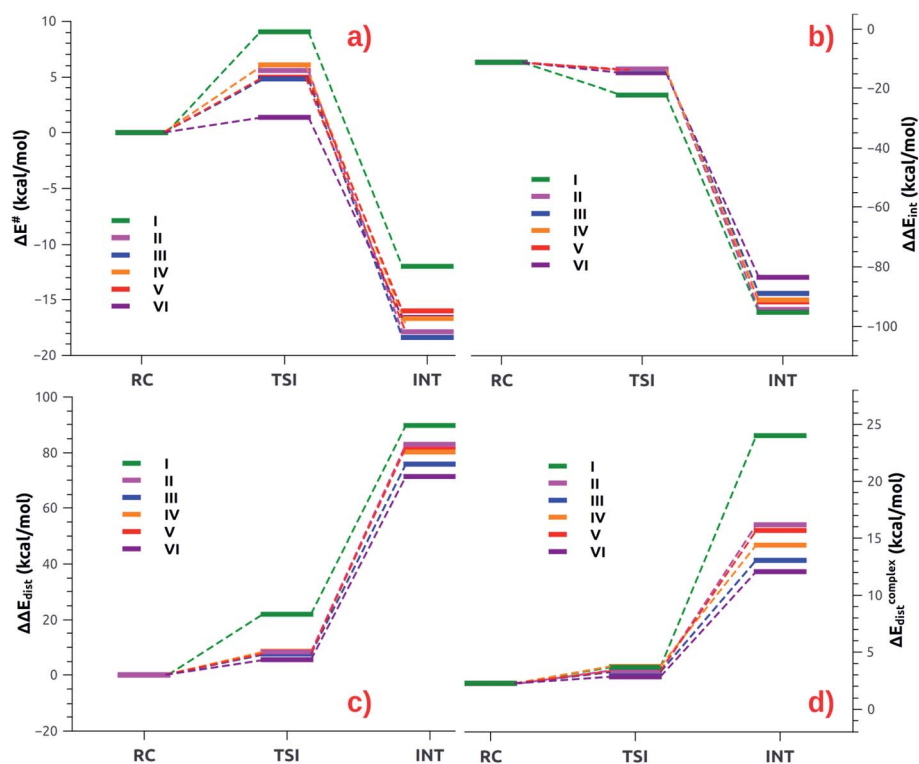 a)
10
5
0
−5
−10
−15
−20
ΔE# (kcal/mol)
I
II
III
IV
V
VI
RC
TSI
INT
b)
0
−20
−40
−60
−80
−100
ΔΔEint (kcal/mol)
I
II
III
IV
V
VI
RC
TSI
INT
100
80
60
40
20
0
−20
ΔΔEdist (kcal/mol)
I
II
III
IV
V
VI
c)
RC
TSI
INT
25
20
15
10
5
0
ΔEdistcomplex (kcal/mol)
I
II
III
IV
V
VI
d)
RC
TSI
INT